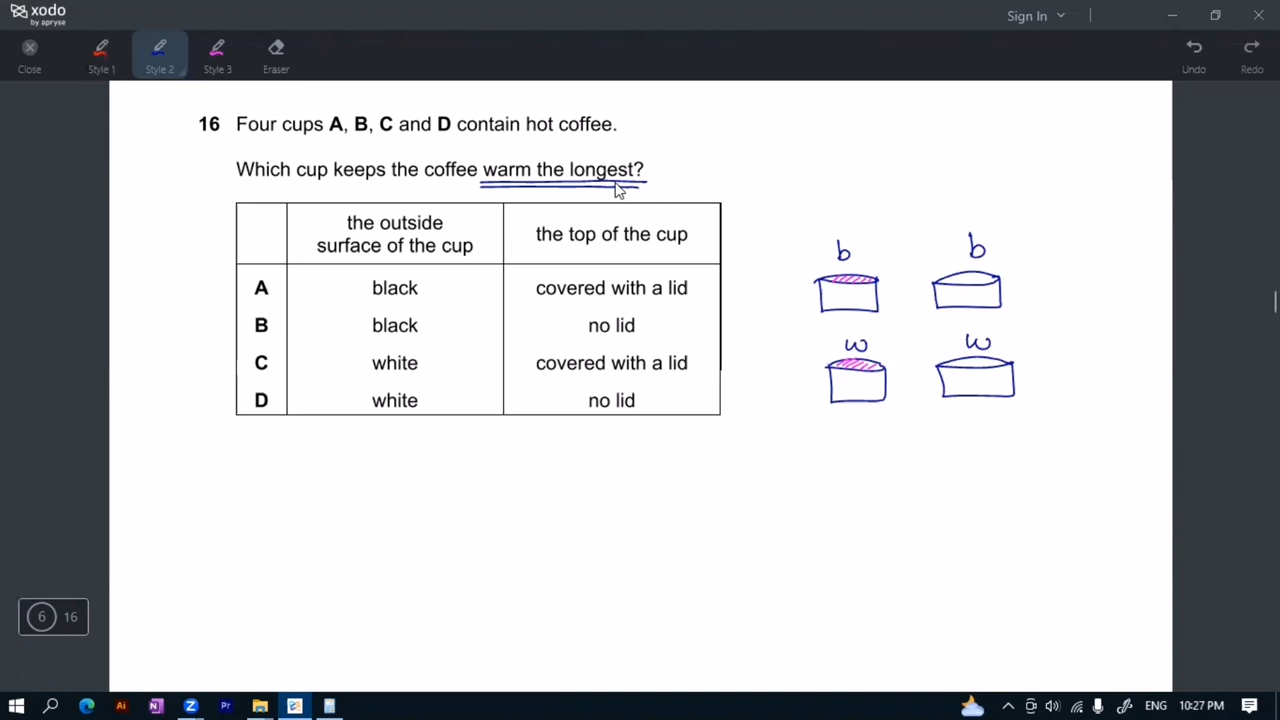 xodo
by apryse
Sign In
Close
Style 1
Style 2
Style 3
Eraser
Undo
Redo
16 Four cups A, B, C and D contain hot coffee.
Which cup keeps the coffee warm the longest?
the outside
surface of the cup
the top of the cup
A black covered with a lid
B black no lid
C white covered with a lid
D white no lid
b b
w w
6 16
ENG 10:27 PM